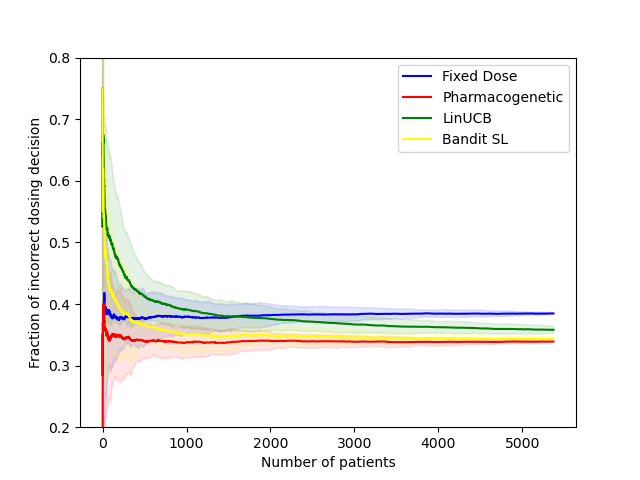 Fixed Dose
Pharmacogenetic
LinUCB
Bandit SL
Fraction of incorrect dosing decision
0.8
0.7
0.6
0.5
0.4
0.3
0.2
0 1000 2000 3000 4000 5000
Number of patients